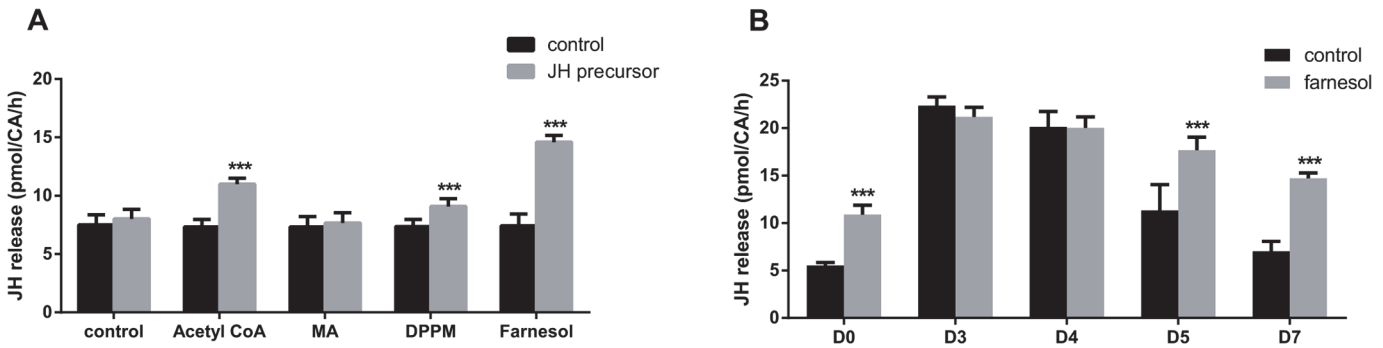 A
control
JH precursor
JH release (pmol/CA/h)
20
15
10
5
0
***
***
***
control
Acetyl CoA
MA
DPPM
Farnesol
B
control
farnesol
JH release (pmol/CA/h)
25
20
15
10
5
0
***
***
***
D0
D3
D4
D5
D7